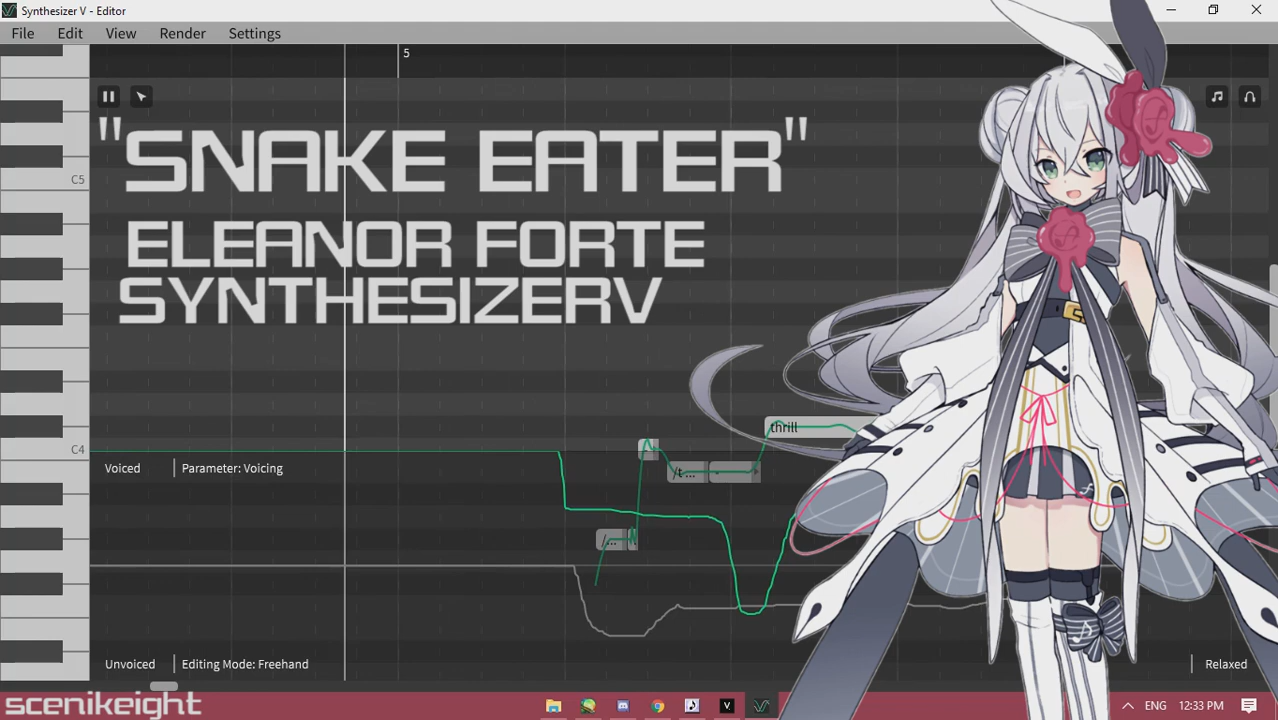 Synthesizer V - Editor
File Edit View Render Settings
5
"SNAKE EATER"
C5
ELEANOR FORTE
SYNTHESIZERV
thrill
C4
Voiced Parameter: Voicing
/t ...
/...
Unvoiced Editing Mode: Freehand Relaxed
scenikeight
ENG 12:33 PM